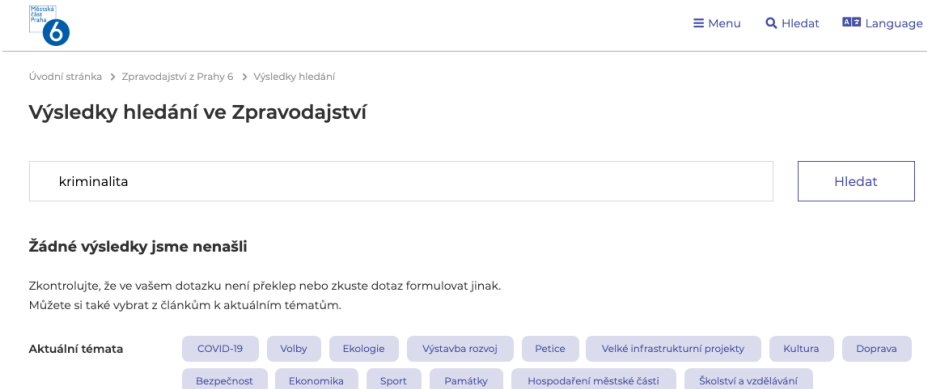 Městská
část
Praha
6
Menu Hledat Language
Úvodní stránka > Zpravodajství z Prahy 6 > Výsledky hledání
Výsledky hledání ve Zpravodajství
kriminalita Hledat
Žádné výsledky jsme nenašli
Zkontrolujte, že ve vašem dotazu není překlep nebo zkuste dotaz formulovat jinak.
Můžete si také vybrat z článkům k aktuálním tématům.
Aktuální témata COVID-19 Volby Ekologie Výstavba rozvoj Petice Velké infrastrukturní projekty Kultura Doprava
Bezpečnost Ekonomika Sport Památky Hospodaření městské části Školství a vzdělávání